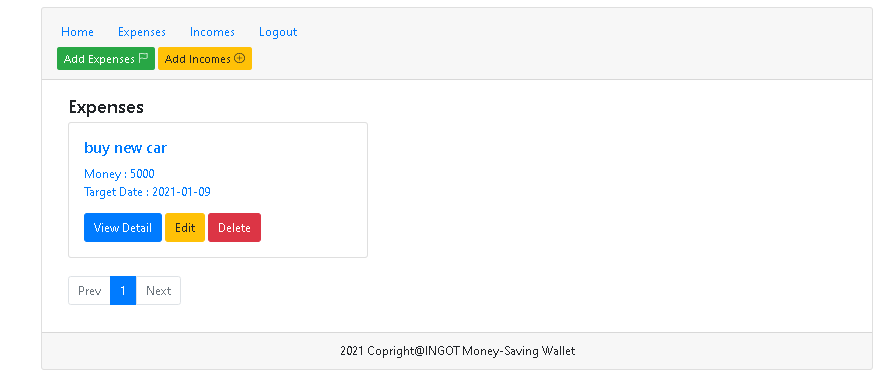 Home Expenses Incomes Logout
Add Expenses Add Incomes
Expenses
buy new car
Money : 5000
Target Date : 2021-01-09
View Detail Edit Delete
Prev 1 Next
2021 Copright@INGOT Money-Saving Wallet